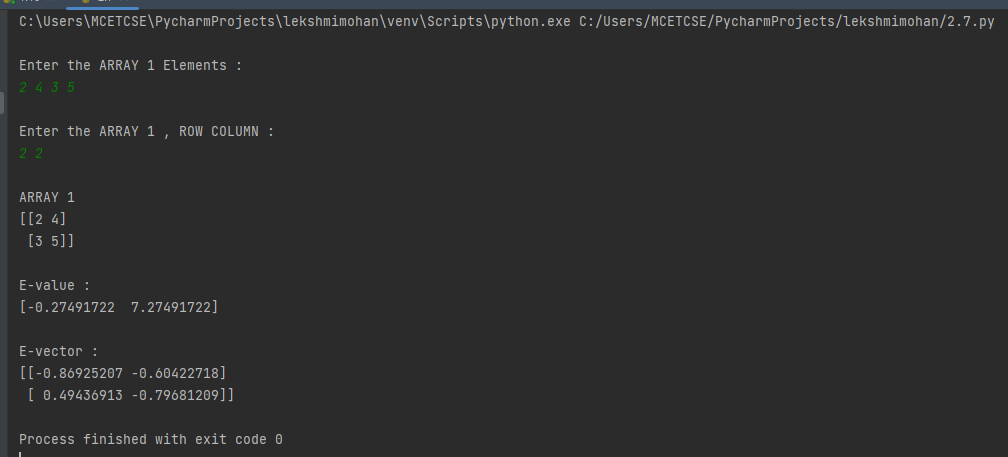 C:\Users\MCETCSE\PycharmProjects\lekshmimohan\venv\Scripts\python.exe C:/Users/MCETCSE/PycharmProjects/lekshmimohan/2.7.py
Enter the ARRAY 1 Elements :
2 4 3 5
Enter the ARRAY 1 , ROW COLUMN :
2 2
ARRAY 1
[[2 4]
 [3 5]]
E-value :
[-0.27491722  7.27491722]
E-vector :
[[-0.86925207 -0.60422718]
 [ 0.49436913 -0.79681209]]
Process finished with exit code 0